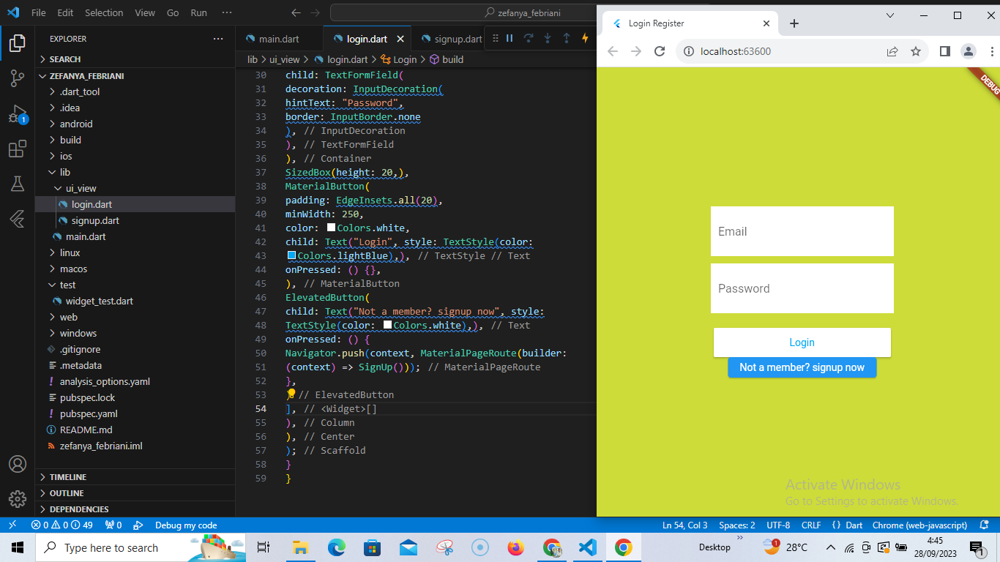 File Edit Selection View Go Run ···
zefanya_febriani
Login Register
EXPLORER
main.dart
login.dart
signup.dart
localhost:63600
lib > ui_view > login.dart > Login > build
SEARCH
ZEFANYA_FEBRIANI
.dart_tool
.idea
android
build
ios
lib
ui_view
login.dart
signup.dart
main.dart
linux
macos
test
widget_test.dart
web
windows
.gitignore
.metadata
analysis_options.yaml
pubspec.lock
pubspec.yaml
README.md
zefanya_febriani.iml
TIMELINE
OUTLINE
DEPENDENCIES
1
30 child: TextFormField(
31 decoration: InputDecoration(
32 hintText: "Password",
33 border: InputBorder.none
34 ), // InputDecoration
35 ), // TextFormField
36 ), // Container
37 SizedBox(height: 20,),
38 MaterialButton(
39 padding: EdgeInsets.all(20),
40 minWidth: 250,
41 color: Colors.white,
42 child: Text("Login", style: TextStyle(color:
43 Colors.lightBlue),), // TextStyle // Text
44 onPressed: () {},
45 ), // MaterialButton
46 ElevatedButton(
47 child: Text("Not a member? signup now", style:
48 TextStyle(color: Colors.white),), // Text
49 onPressed: () {
50 Navigator.push(context, MaterialPageRoute(builder:
51 (context) => SignUp())); // MaterialPageRoute
52 },
53 ) // ElevatedButton
54 ], // <Widget>[]
55 ), // Column
56 ), // Center
57 ); // Scaffold
58 }
59 }
DEBUG
Email
Password
Login
Not a member? signup now
Activate Windows
Go to Settings to activate Windows.
0 0 49 0 Debug my code
Ln 54, Col 3 Spaces: 2 UTF-8 CRLF {} Dart Chrome (web-javascript)
Type here to search
Desktop
1
28°C
4:45
28/09/2023
1